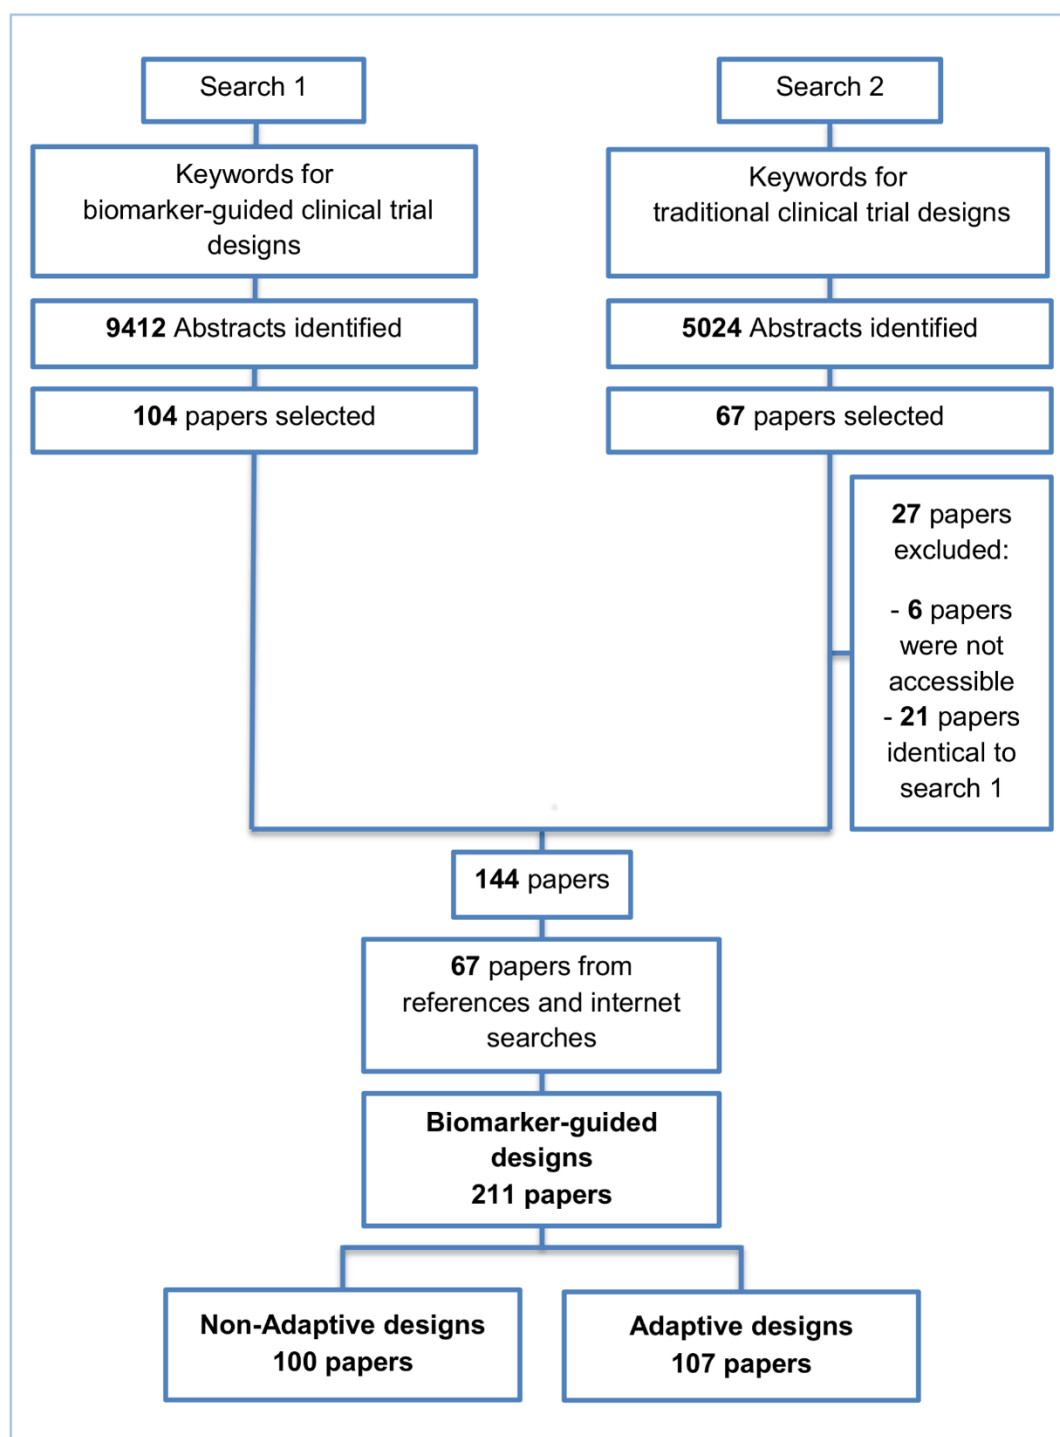 Search 1
Search 2
Keywords for
biomarker-guided clinical trial
designs
Keywords for
traditional clinical trial designs
9412 Abstracts identified
5024 Abstracts identified
104 papers selected
67 papers selected
27 papers
excluded:
- 6 papers
were not
accessible
- 21 papers
identical to
search 1
144 papers
67 papers from
references and internet
searches
Biomarker-guided
designs
211 papers
Non-Adaptive designs
100 papers
Adaptive designs
107 papers